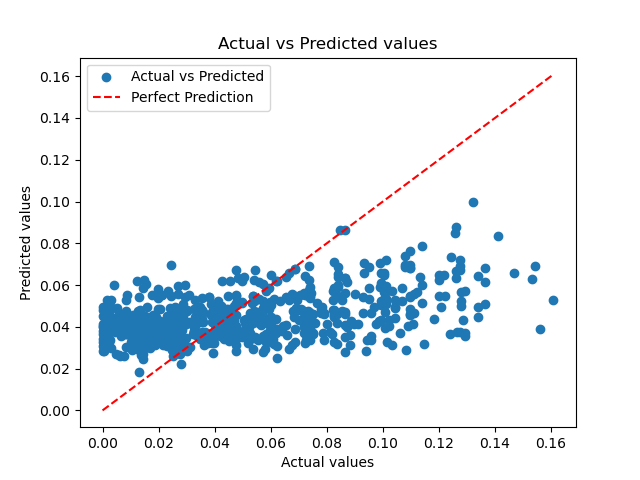 Actual vs Predicted values
Actual vs Predicted
Perfect Prediction
0.16
0.14
0.12
0.10
0.08
0.06
0.04
0.02
0.00
Predicted values
0.00 0.02 0.04 0.06 0.08 0.10 0.12 0.14 0.16
Actual values